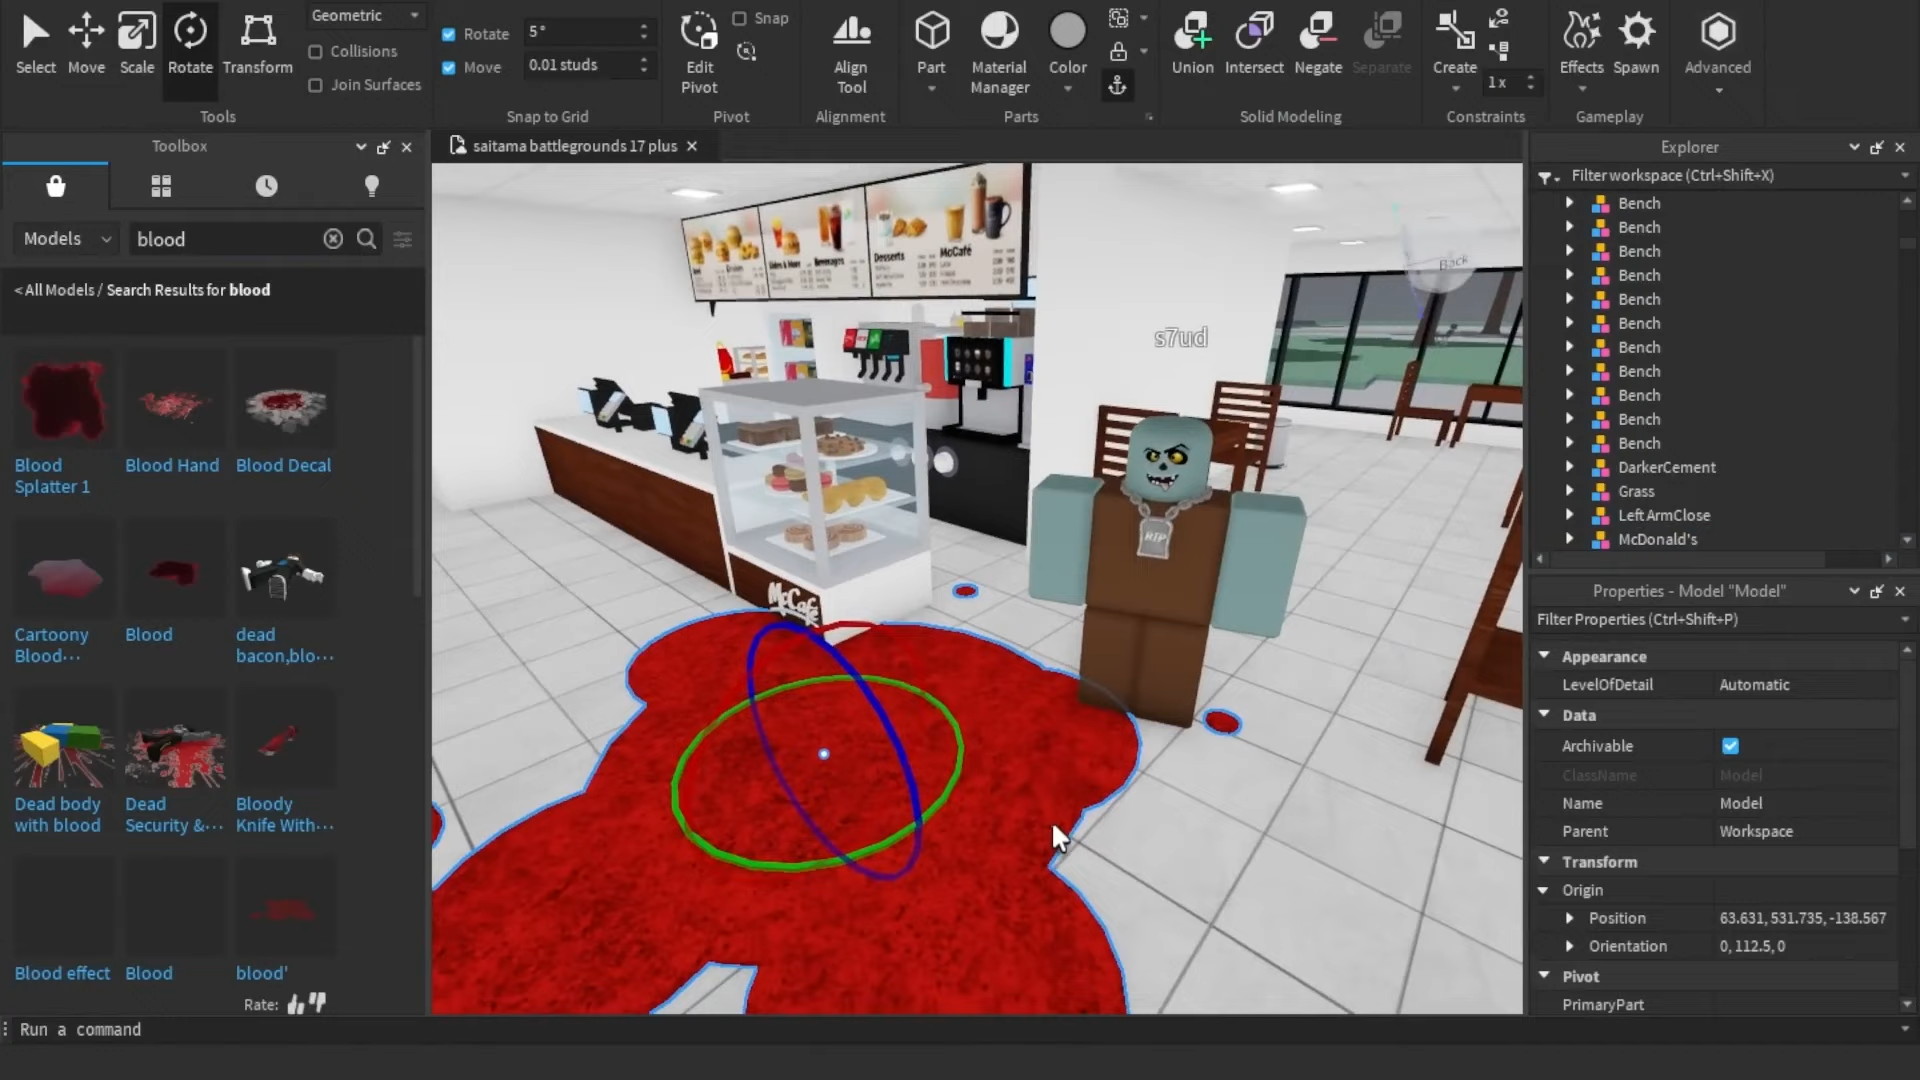 Select
Move
Scale
Rotate
Transform
Geometric
Collisions
Join Surfaces
Tools
Rotate
5°
Move
0.01 studs
Snap to Grid
Edit
Pivot
Snap
Pivot
Align
Tool
Alignment
Part
Material
Manager
Color
Parts
Union
Intersect
Negate
Separate
Solid Modeling
Create
1x
Constraints
Effects
Spawn
Gameplay
Advanced
Toolbox
Models
blood
<All Models / Search Results for blood
Blood
Splatter 1
Blood Hand
Blood Decal
Cartoony
Blood...
Blood
dead
bacon,blo...
Dead body
with blood
Dead
Security &...
Bloody
Knife With...
Blood effect
Blood
blood'
Rate:
saitama battlegrounds 17 plus
Beverages
Desserts
McCafé
s7ud
RIP
McCafé
Back
Explorer
Filter workspace (Ctrl+Shift+X)
Bench
Bench
Bench
Bench
Bench
Bench
Bench
Bench
Bench
Bench
Bench
DarkerCement
Grass
Left ArmClose
McDonald's
Properties - Model "Model"
Filter Properties (Ctrl+Shift+P)
Appearance
LevelOfDetail Automatic
Data
Archivable
ClassName Model
Name Model
Parent Workspace
Transform
Origin
Position 63.631, 531.735, -138.567
Orientation 0, 112.5, 0
Pivot
PrimaryPart
Run a command